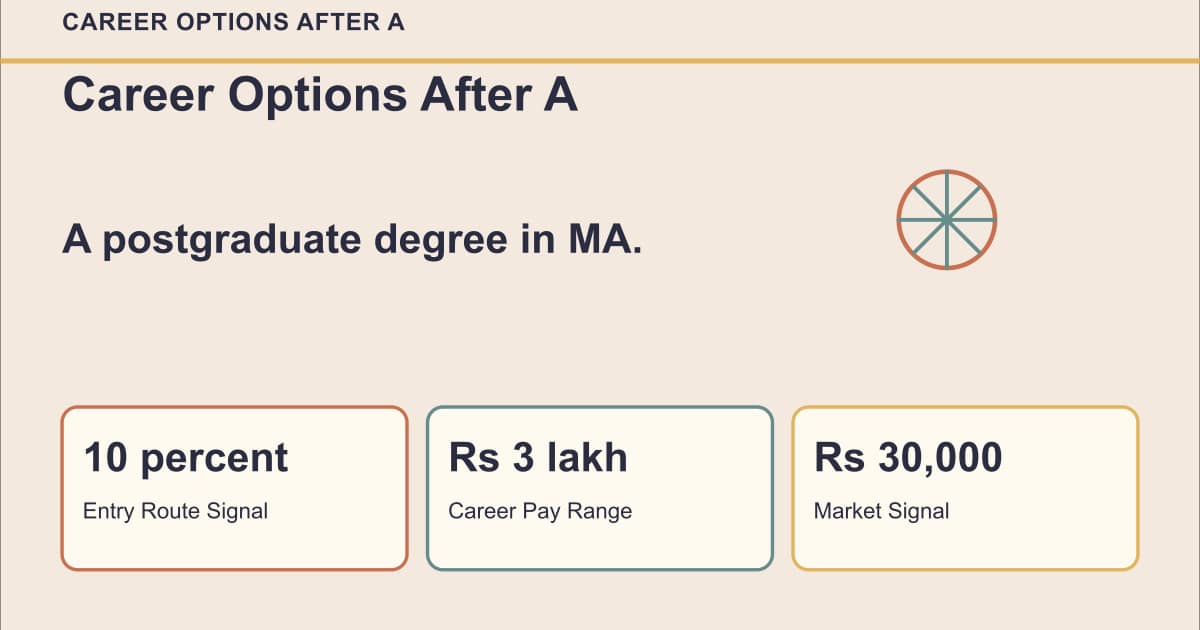 CAREER OPTIONS AFTER A
Career Options After A
A postgraduate degree in MA.
10 percent
Entry Route Signal
Rs 3 lakh
Career Pay Range
Rs 30,000
Market Signal